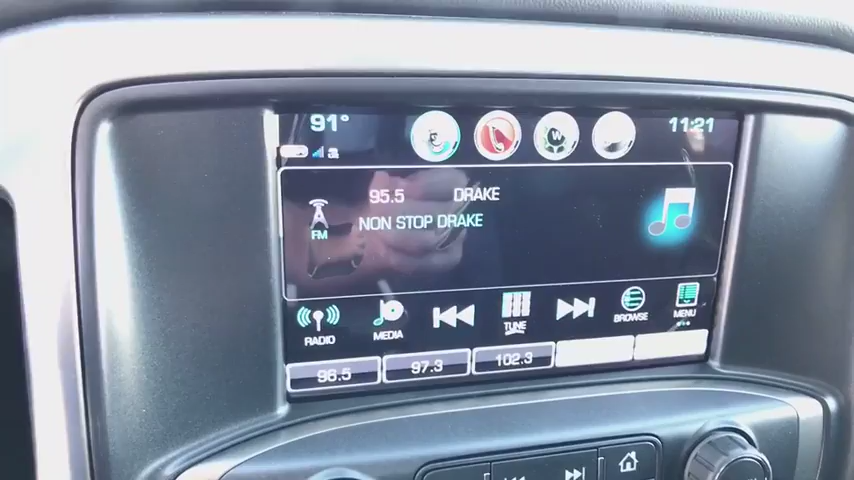 91° 11:21
W
95.5 DRAKE
FM NON STOP DRAKE
RADIO MEDIA TUNE BROWSE MENU
96.5 97.3 102.3